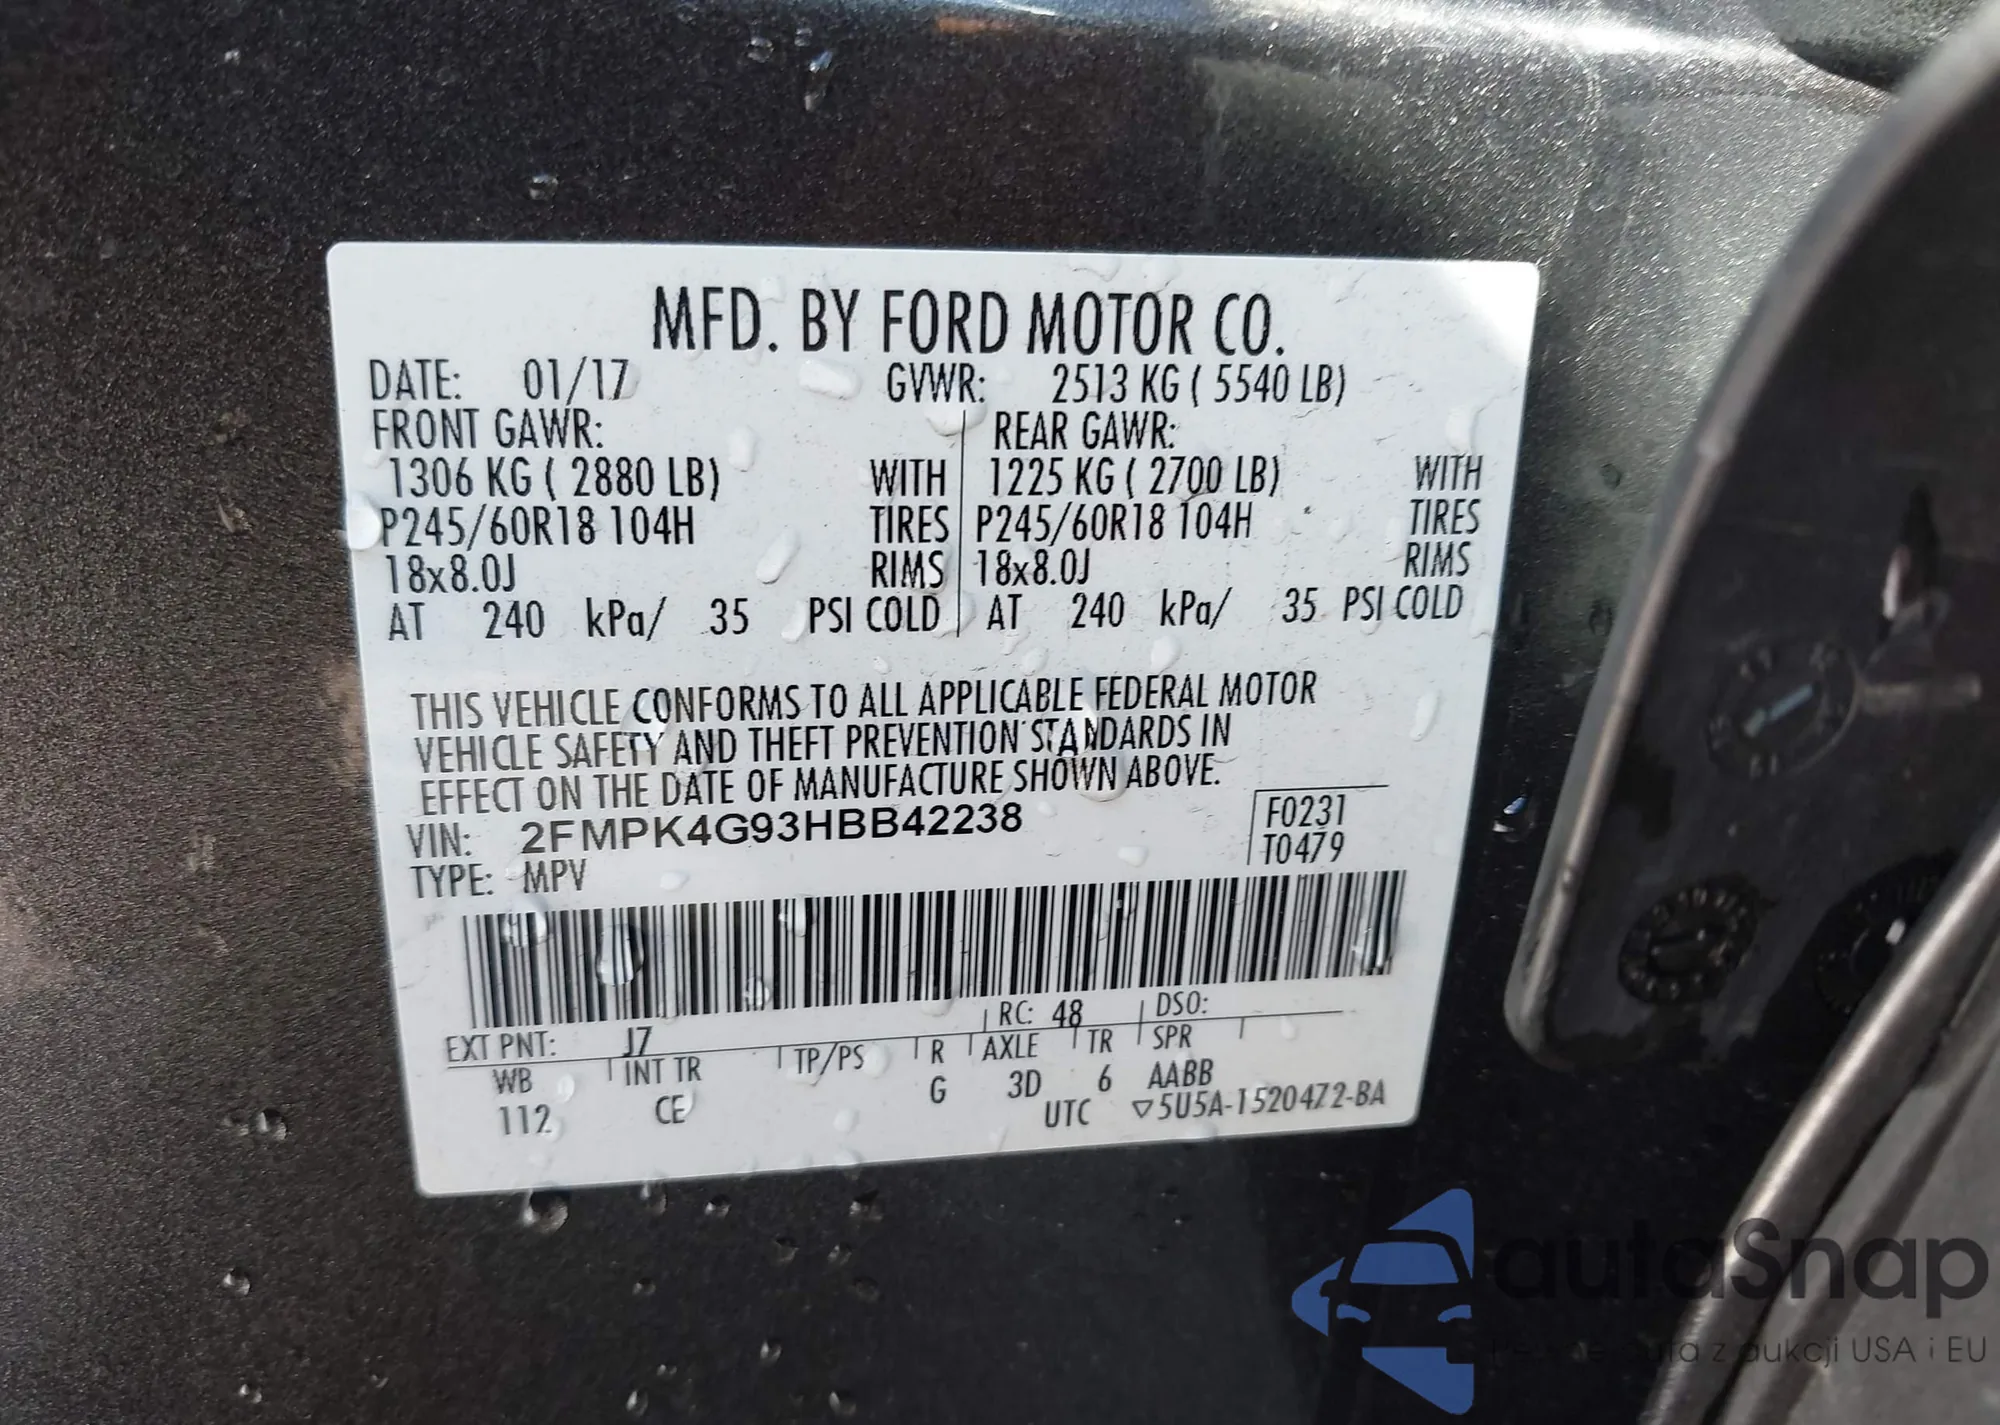 MFD. BY FORD MOTOR CO.
DATE: 01/17 GVWR: 2513 KG ( 5540 LB)
FRONT GAWR: REAR GAWR:
1306 KG ( 2880 LB) WITH 1225 KG ( 2700 LB) WITH
P245/60R18 104H TIRES P245/60R18 104H TIRES
18x8.0J RIMS 18x8.0J RIMS
AT 240 kPa/ 35 PSI COLD AT 240 kPa/ 35 PSI COLD
THIS VEHICLE CONFORMS TO ALL APPLICABLE FEDERAL MOTOR
VEHICLE SAFETY AND THEFT PREVENTION STANDARDS IN
EFFECT ON THE DATE OF MANUFACTURE SHOWN ABOVE.
VIN: 2FMPK4G93HBB42238 F0231
TYPE: MPV T0479
EXT PNT: J7 RC: 48 DSO:
WB INT TR TP/PS R AXLE TR SPR
112 CE G 3D 6 AABB
UTC ▽5U5A-1520472-BA
autaSnap
auta z aukcji USA i EU